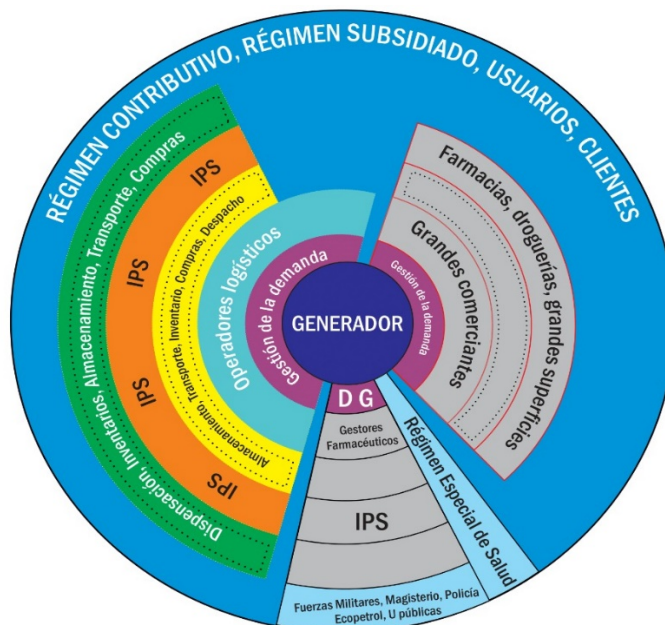 RÉGIMEN CONTRIBUTIVO, RÉGIMEN SUBSIDIADO, USUARIOS, CLIENTES
Dispensación, Inventarios, Almacenamiento, Transporte, Compras
IPS
IPS
IPS
IPS
Almacenamiento, Transporte, Inventario, Compras, Despacho
Operadores logísticos
Gestión de la demanda
GENERADOR
Gestión de la demanda
Grandes comerciantes
Farmacias, droguerías, grandes superficies
D G
Gestores
Farmacéuticos
IPS
Régimen Especial de Salud
Fuerzas Militares, Magisterio, Policía
Ecopetrol, U públicas